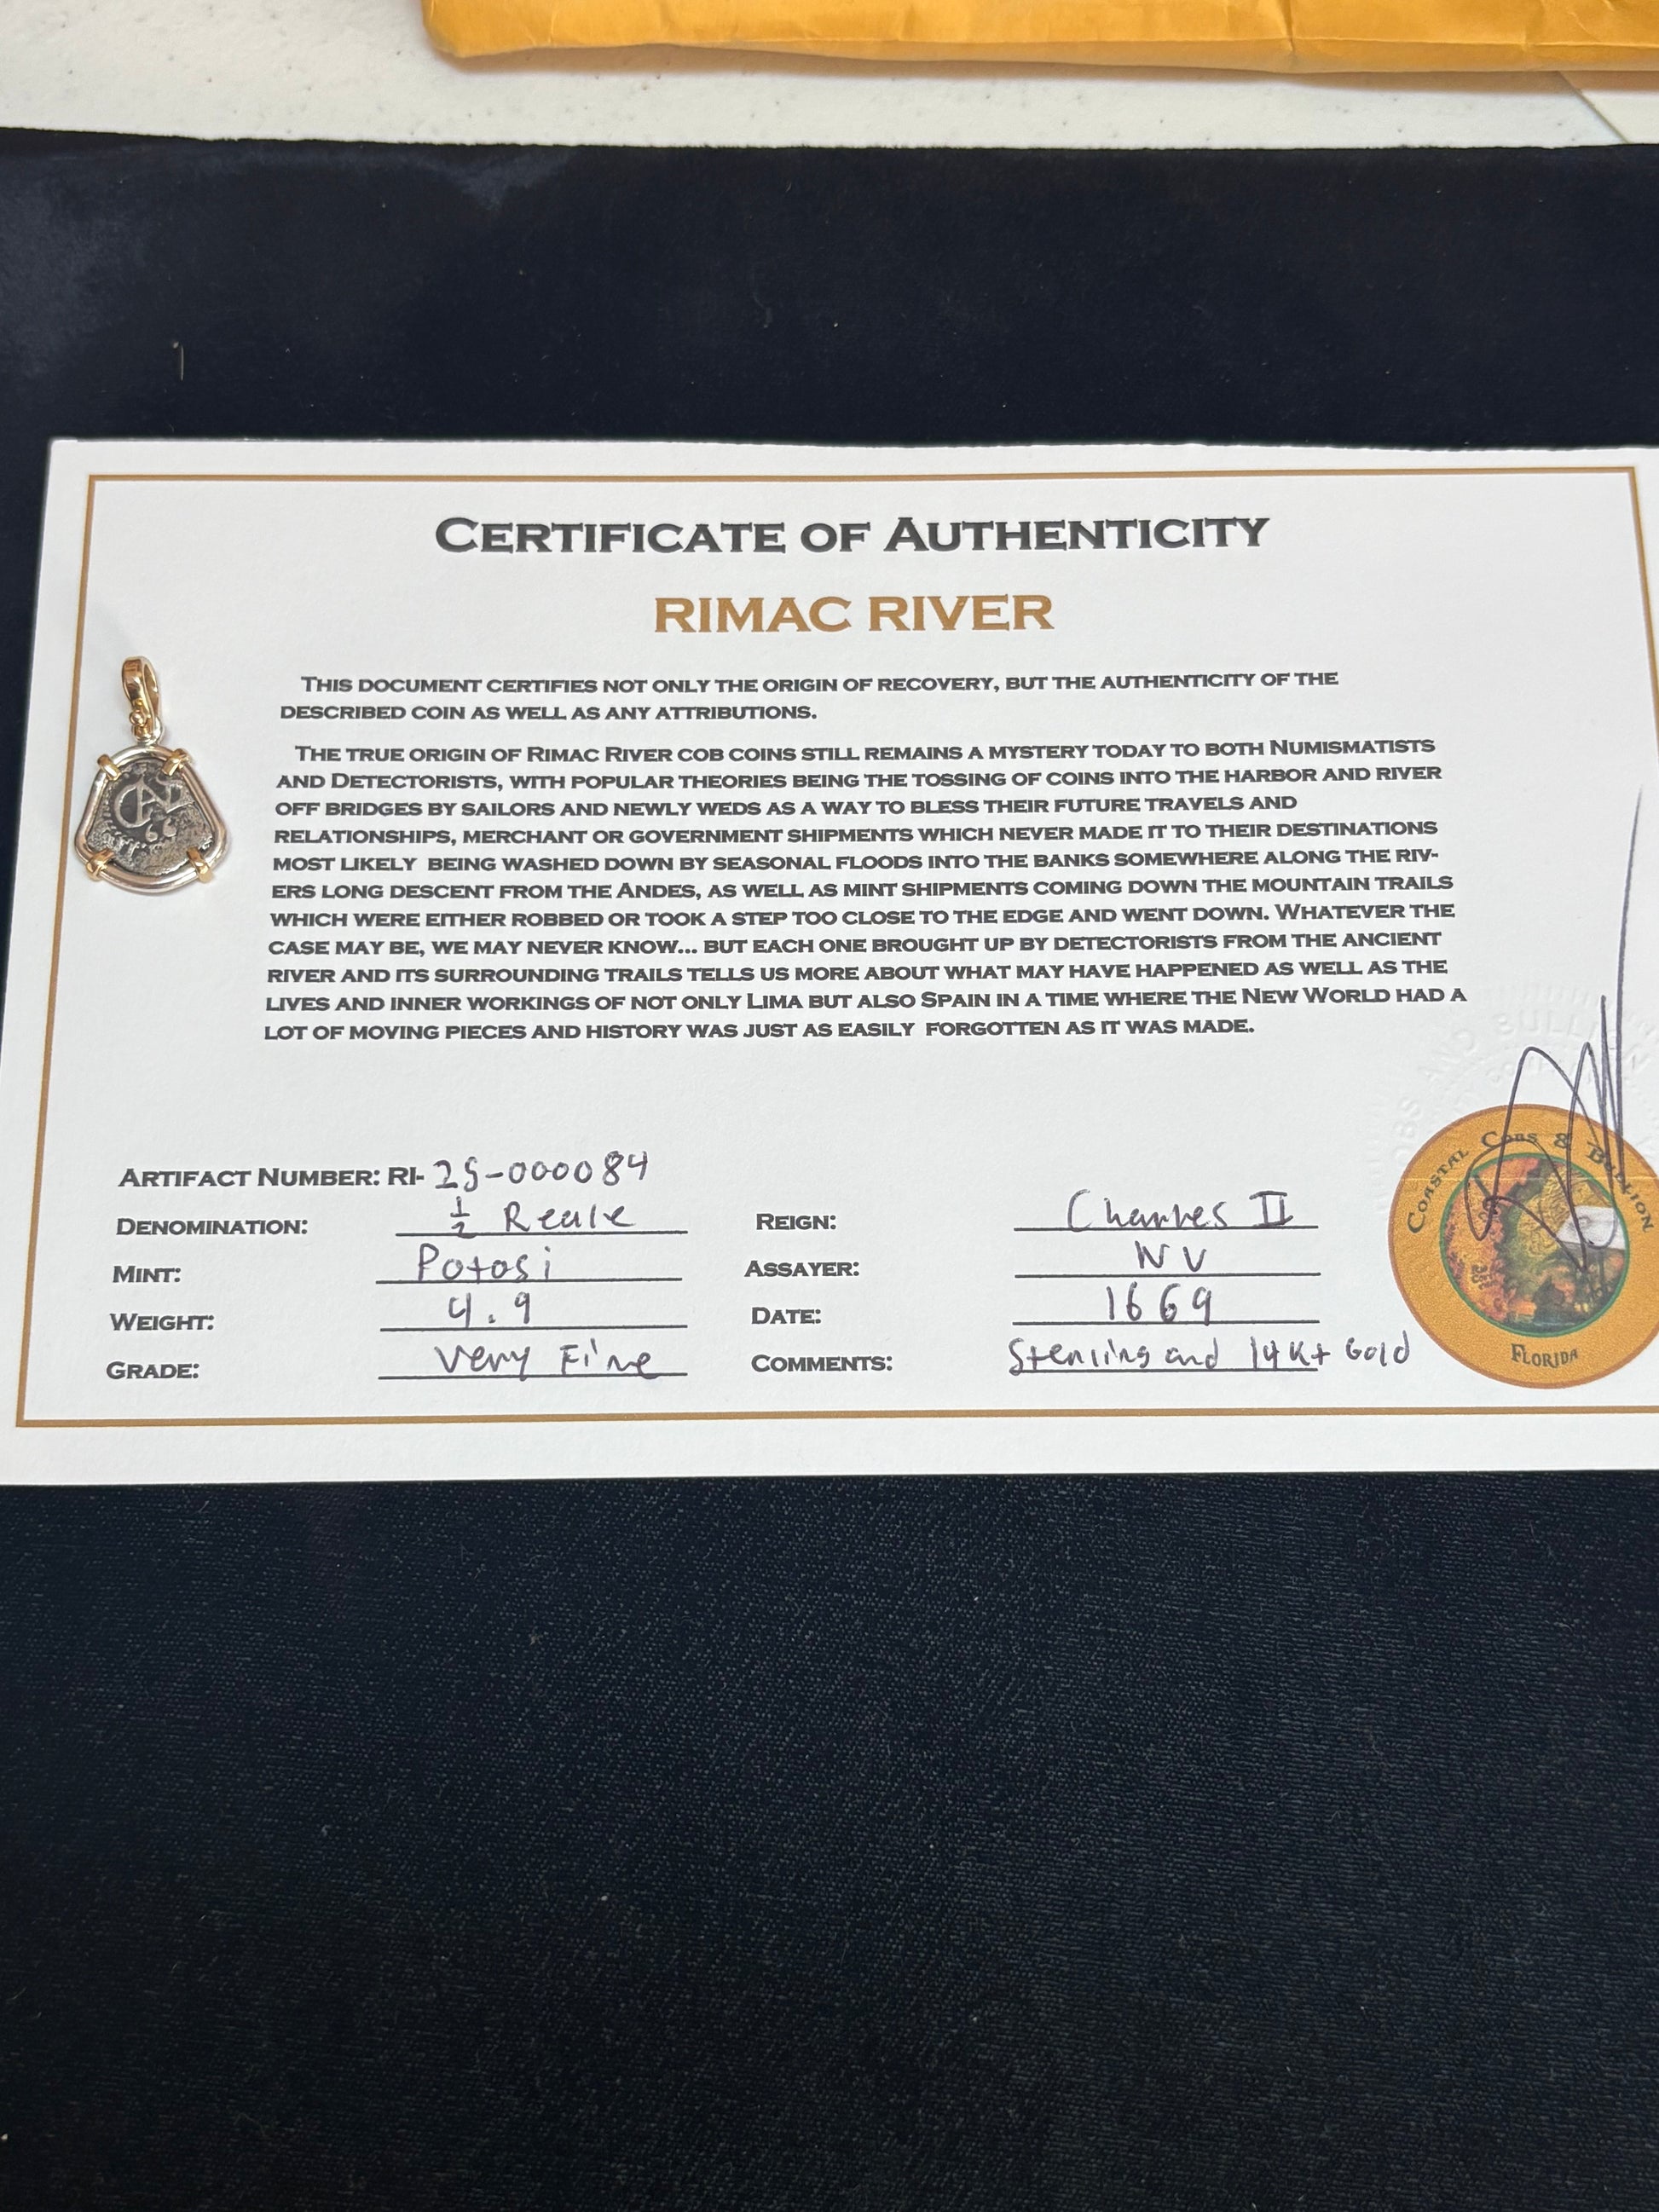 CERTIFICATE OF AUTHENTICITY
RIMAC RIVER
THIS DOCUMENT CERTIFIES NOT ONLY THE ORIGIN OF RECOVERY, BUT THE AUTHENTICITY OF THE
DESCRIBED COIN AS WELL AS ANY ATTRIBUTIONS.
THE TRUE ORIGIN OF RIMAC RIVER COB COINS STILL REMAINS A MYSTERY TODAY TO BOTH NUMISMATISTS
AND DETECTORISTS, WITH POPULAR THEORIES BEING THE TOSSING OF COINS INTO THE HARBOR AND RIVER
OFF BRIDGES BY SAILORS AND NEWLY WEDS AS A WAY TO BLESS THEIR FUTURE TRAVELS AND
RELATIONSHIPS, MERCHANT OR GOVERNMENT SHIPMENTS WHICH NEVER MADE IT TO THEIR DESTINATIONS
MOST LIKELY BEING WASHED DOWN BY SEASONAL FLOODS INTO THE BANKS SOMEWHERE ALONG THE RIV-
ERS LONG DESCENT FROM THE ANDES, AS WELL AS MINT SHIPMENTS COMING DOWN THE MOUNTAIN TRAILS
WHICH WERE EITHER ROBBED OR TOOK A STEP TOO CLOSE TO THE EDGE AND WENT DOWN. WHATEVER THE
CASE MAY BE, WE MAY NEVER KNOW... BUT EACH ONE BROUGHT UP BY DETECTORISTS FROM THE ANCIENT
RIVER AND ITS SURROUNDING TRAILS TELLS US MORE ABOUT WHAT MAY HAVE HAPPENED AS WELL AS THE
LIVES AND INNER WORKINGS OF NOT ONLY LIMA BUT ALSO SPAIN IN A TIME WHERE THE NEW WORLD HAD A
LOT OF MOVING PIECES AND HISTORY WAS JUST AS EASILY FORGOTTEN AS IT WAS MADE.
ARTIFACT NUMBER: RI- 25-000084
DENOMINATION: 1/2 Reale REIGN: Charles II
MINT: Potosi ASSAYER: NV
WEIGHT: 4.9 DATE: 1669
GRADE: Very Fine COMMENTS: Sterling and 14kt Gold
COASTAL COBS & BULLION
FLORIDA